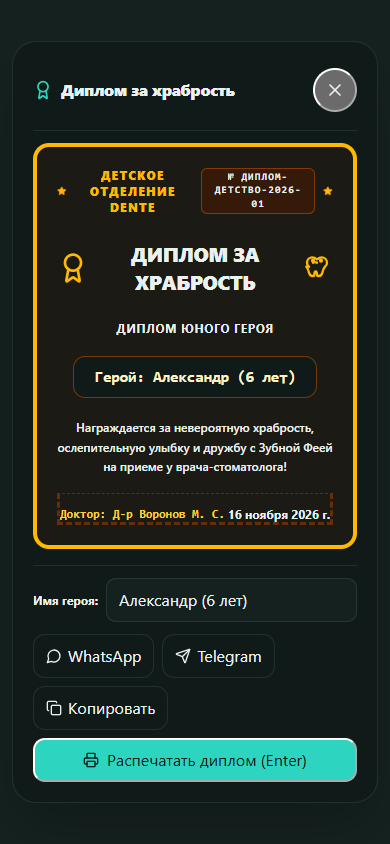 Диплом за храбрость
ДЕТСКОЕ
ОТДЕЛЕНИЕ
DENTE
№ ДИПЛОМ-
ДЕТСТВО-2026-
01
ДИПЛОМ ЗА
ХРАБРОСТЬ
ДИПЛОМ ЮНОГО ГЕРОЯ
Герой: Александр (6 лет)
Награждается за невероятную храбрость,
ослепительную улыбку и дружбу с Зубной Феей
на приеме у врача-стоматолога!
Доктор: Д-р Воронов М. С. 16 ноября 2026 г.
Имя героя: Александр (6 лет)
WhatsApp Telegram
Копировать
Распечатать диплом (Enter)